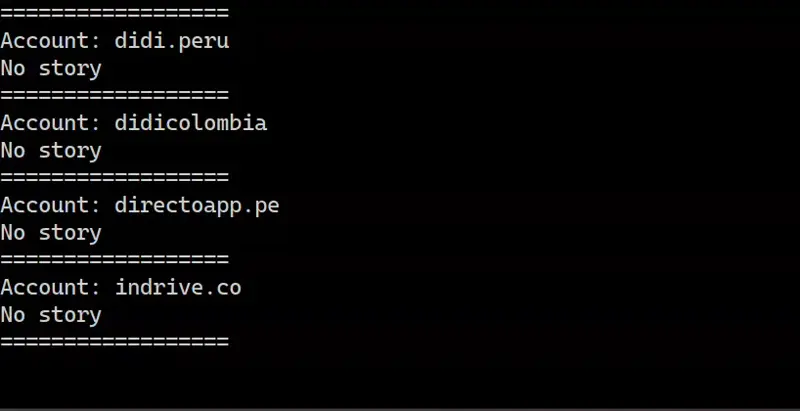 ==================
Account: didi.peru
No story
==================
Account: didicolombia
No story
==================
Account: directoapp.pe
No story
==================
Account: indrive.co
No story
==================